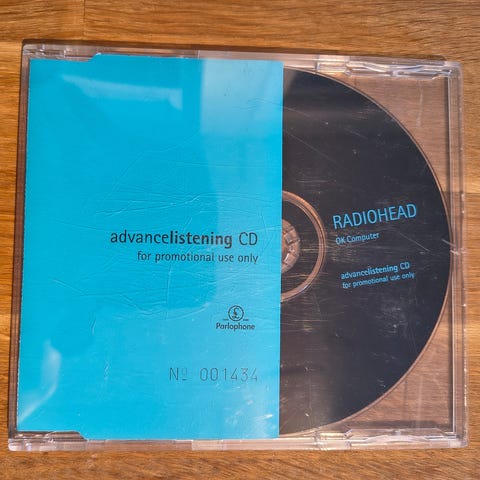 advancelistening CD
for promotional use only
Parlophone
Nº 001434
RADIOHEAD
OK Computer
advancelistening CD
for promotional use only